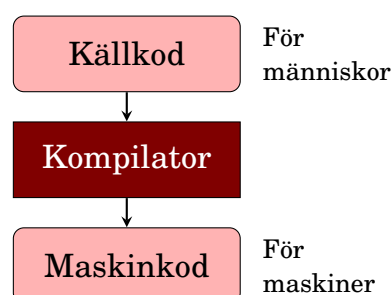 Källkod
För
människor
Kompilator
Maskinkod
För
maskiner